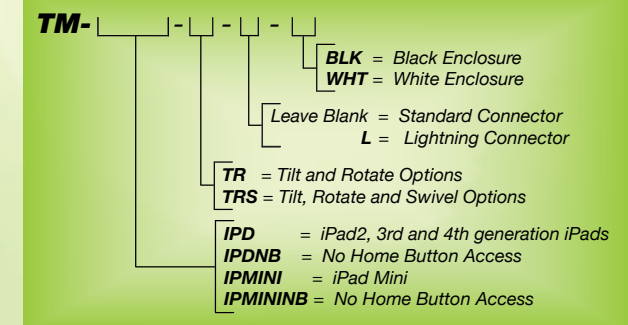 TM- - - -
BLK = Black Enclosure
WHT = White Enclosure
Leave Blank = Standard Connector
L = Lightning Connector
TR = Tilt and Rotate Options
TRS = Tilt, Rotate and Swivel Options
IPD = iPad2, 3rd and 4th generation iPads
IPDNB = No Home Button Access
IPMINI = iPad Mini
IPMININB = No Home Button Access